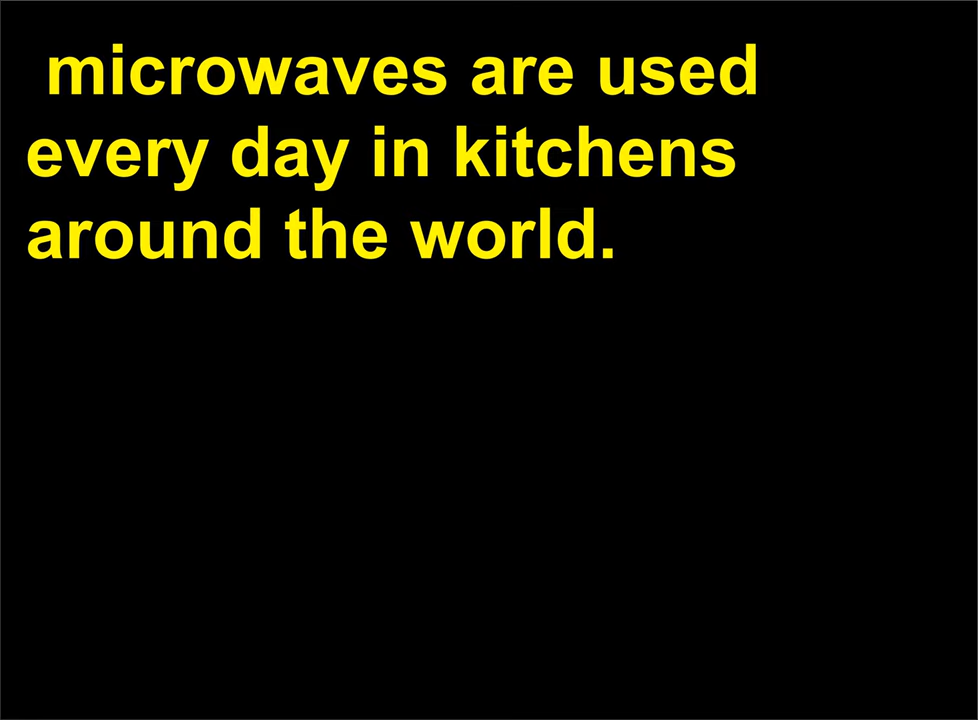 microwaves are used
every day in kitchens
around the world.